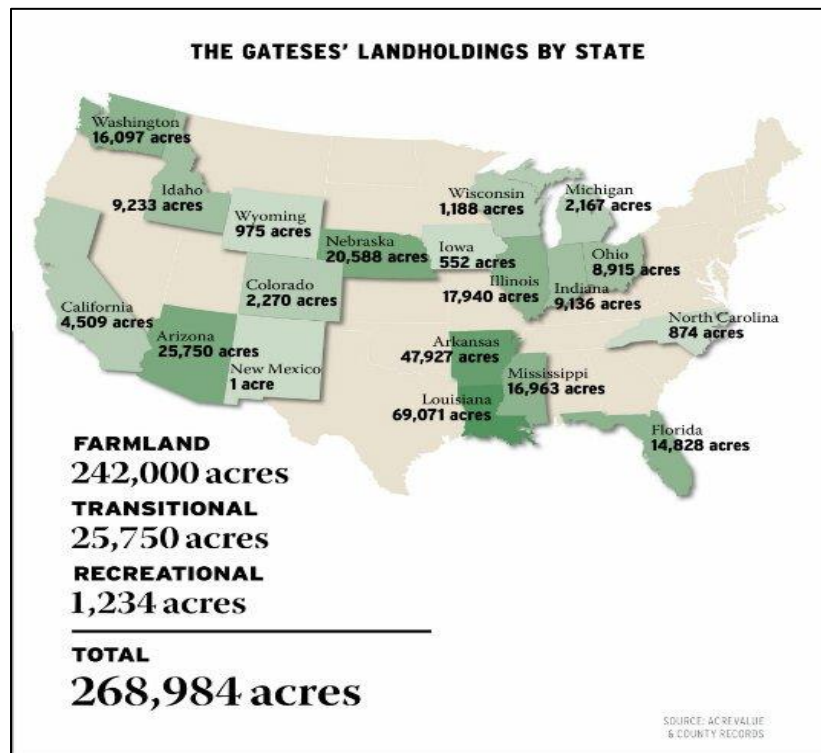 THE GATESES' LANDHOLDINGS BY STATE
Washington
16,097 acres
Idaho
9,233 acres
Wyoming
975 acres
Nebraska
20,588 acres
Wisconsin
1,188 acres
Michigan
2,167 acres
Iowa
552 acres
Ohio
8,915 acres
Illinois
17,940 acres
Indiana
9,136 acres
Colorado
2,270 acres
California
4,509 acres
Arizona
25,750 acres
New Mexico
1 acre
North Carolina
874 acres
Arkansas
47,927 acres
Mississippi
16,963 acres
Louisiana
69,071 acres
Florida
14,828 acres
FARMLAND
242,000 acres
TRANSITIONAL
25,750 acres
RECREATIONAL
1,234 acres
TOTAL
268,984 acres
SOURCE: ACREVALUE
& COUNTY RECORDS